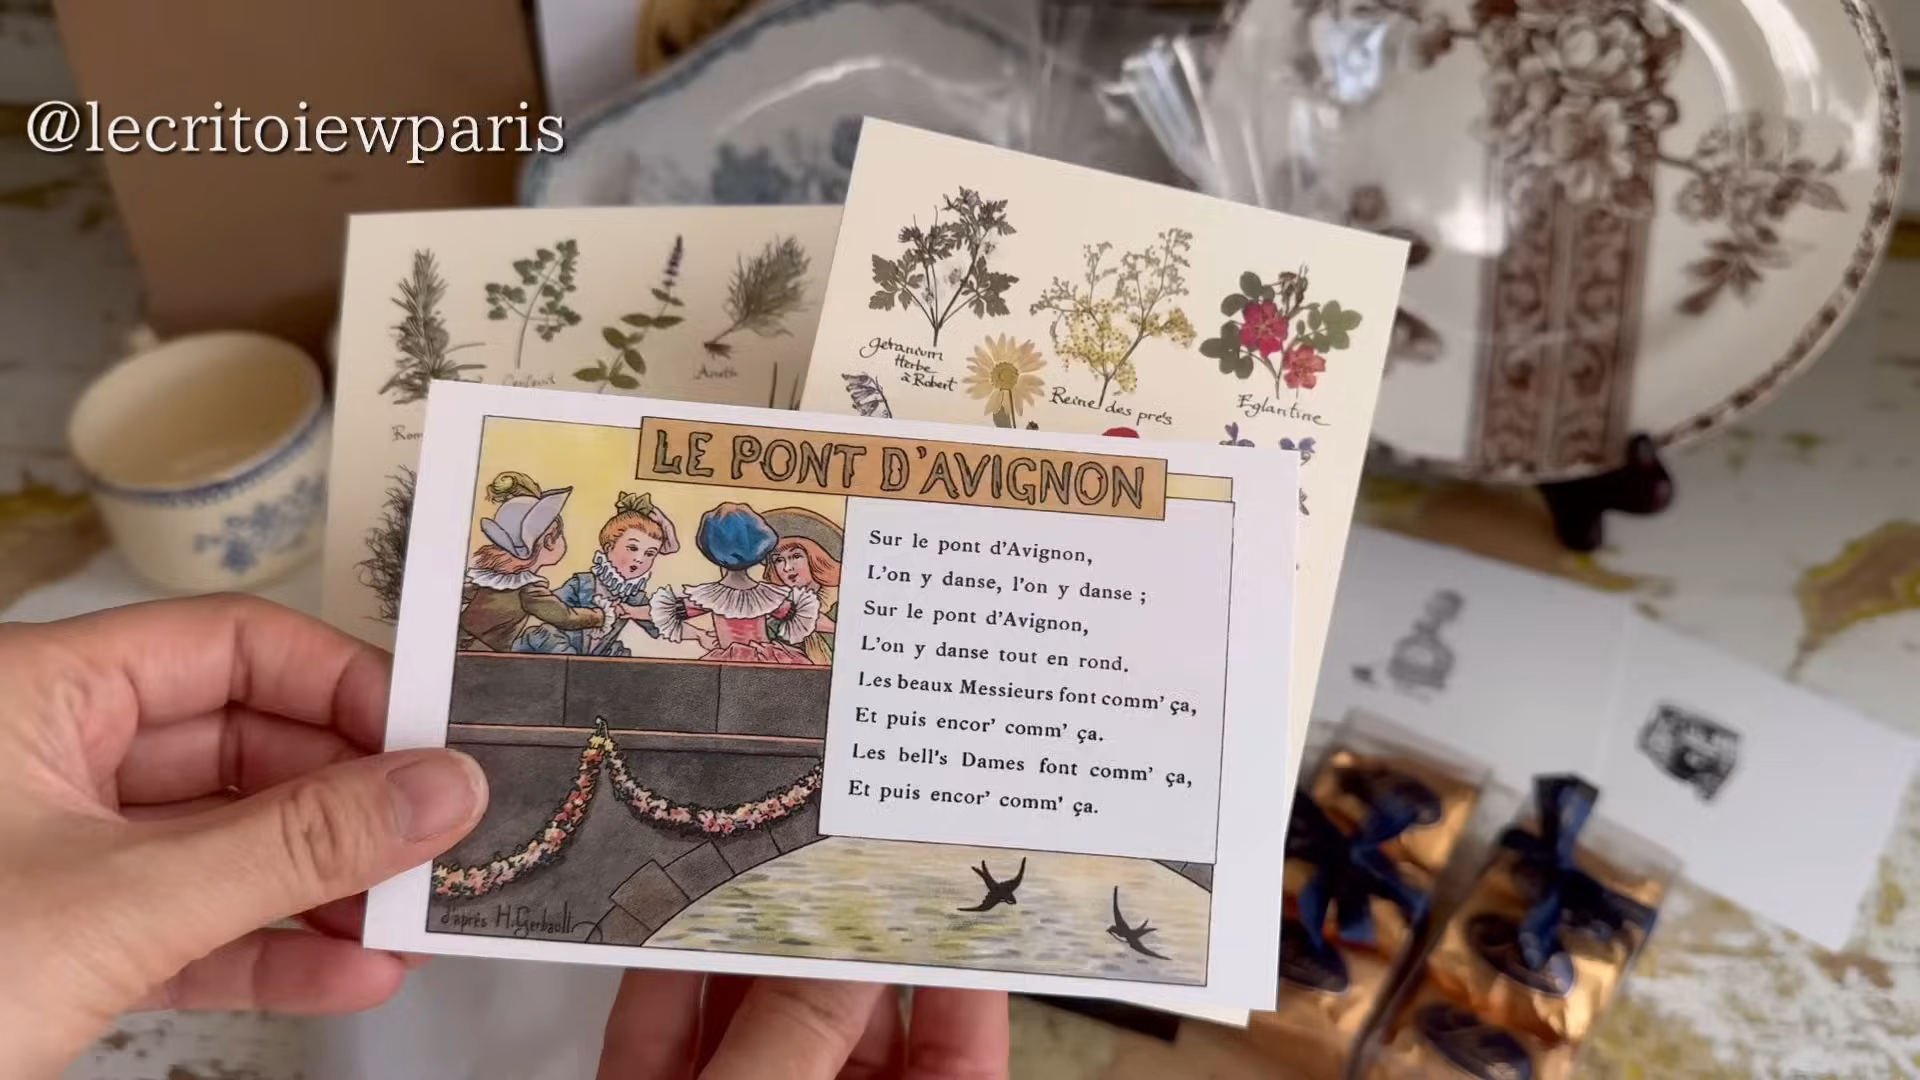 @lecritoiewparis
geranium
Herbe
à Robert
Reine des prés
Eglantine
Aneth
LE PONT D'AVIGNON
Sur le pont d'Avignon,
L'on y danse, l'on y danse ;
Sur le pont d'Avignon,
L'on y danse tout en rond.
Les beaux Messieurs font comm' ça,
Et puis encor' comm' ça.
Les bell's Dames font comm' ça,
Et puis encor' comm' ça.
d'après H. Gerbault